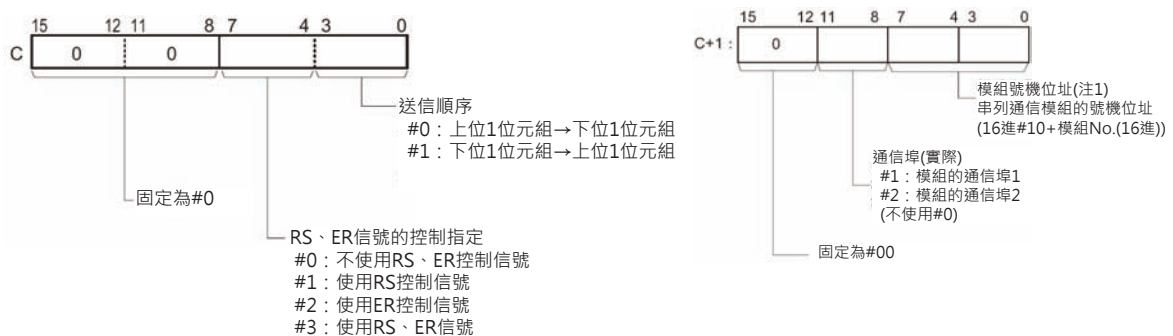 15 12 11 8 7 4 3 0
C 0 0
送信順序
#0：上位1位元組→下位1位元組
#1：下位1位元組→上位1位元組
固定為#0
RS、ER信號的控制指定
#0：不使用RS、ER控制信號
#1：使用RS控制信號
#2：使用ER控制信號
#3：使用RS、ER信號
15 12 11 8 7 4 3 0
C+1： 0
模組號機位址(注1)
串列通信模組的號機位址
(16進#10+模組No.(16進))
通信埠(實際)
#1：模組的通信埠1
#2：模組的通信埠2
(不使用#0)
固定為#00